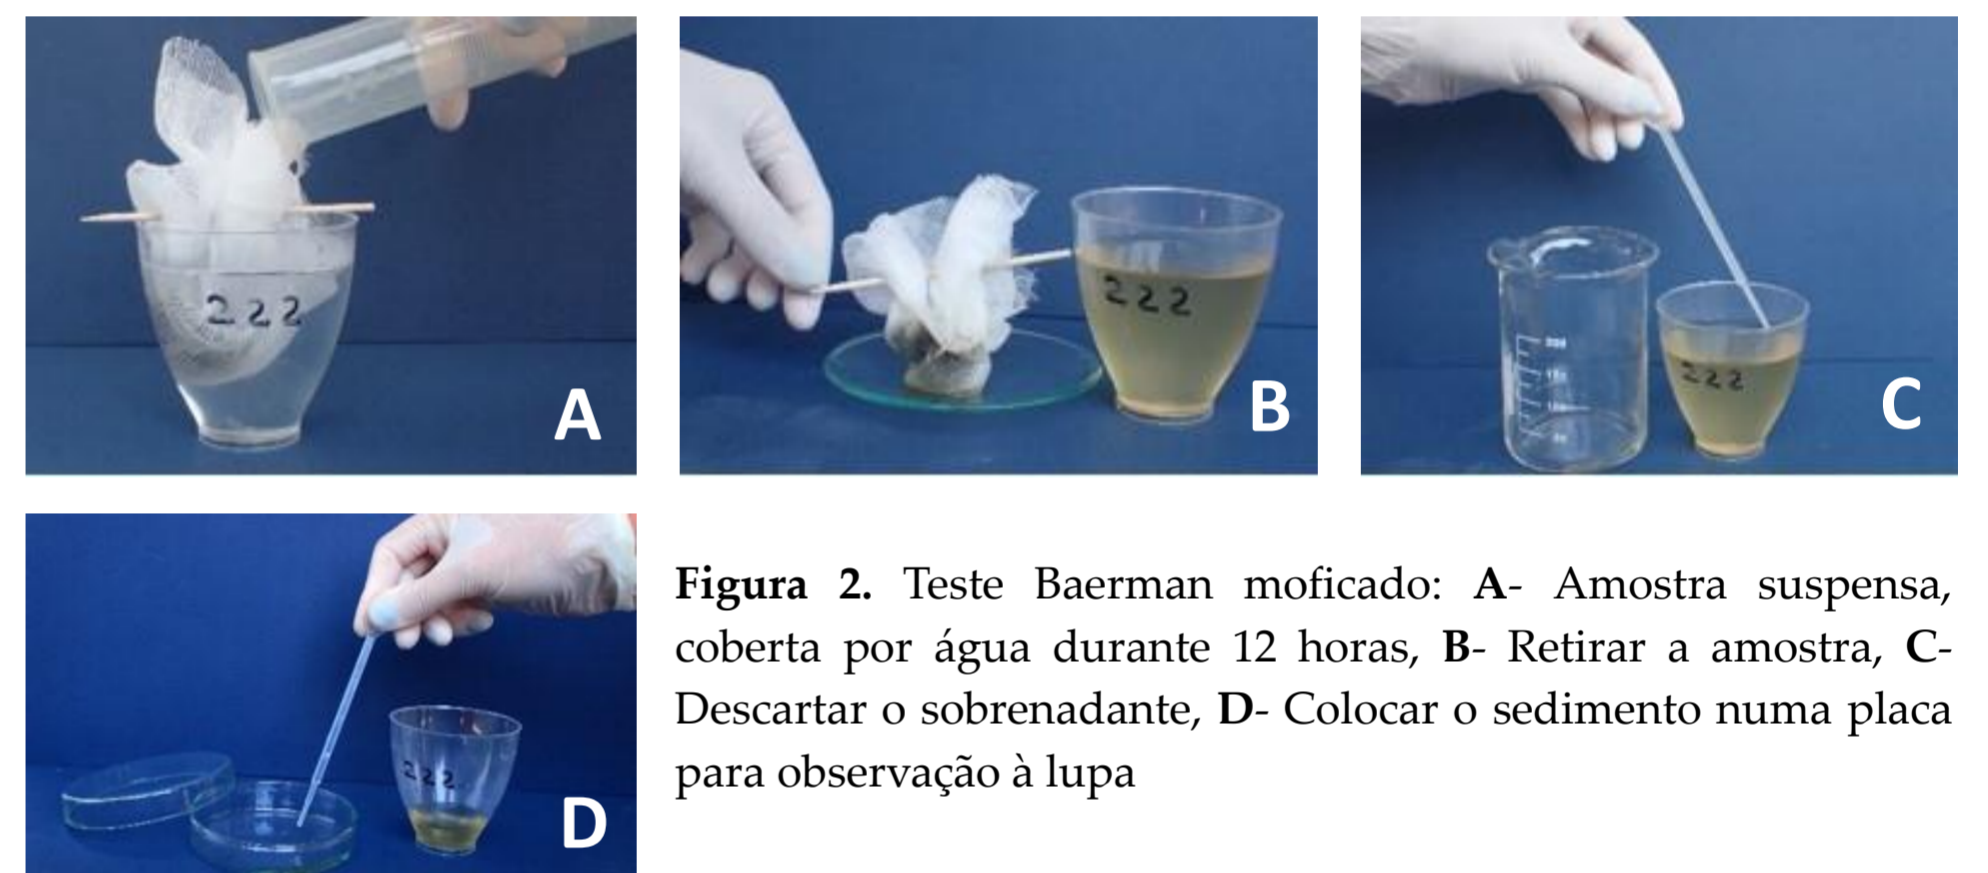 A
222
B
222
C
222
D
222
Figura 2. Teste Baerman moficado: A- Amostra suspensa,
coberta por água durante 12 horas, B- Retirar a amostra, C-
Descartar o sobrenadante, D- Colocar o sedimento numa placa
para observação à lupa